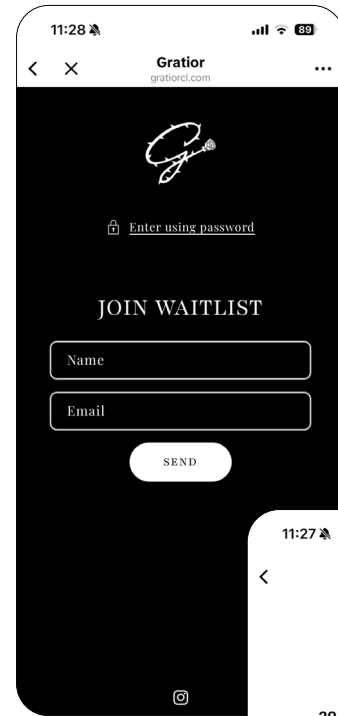 11:28
89
Gratior
gratiorcl.com
Enter using password
JOIN WAITLIST
Name
Email
SEND
11:27